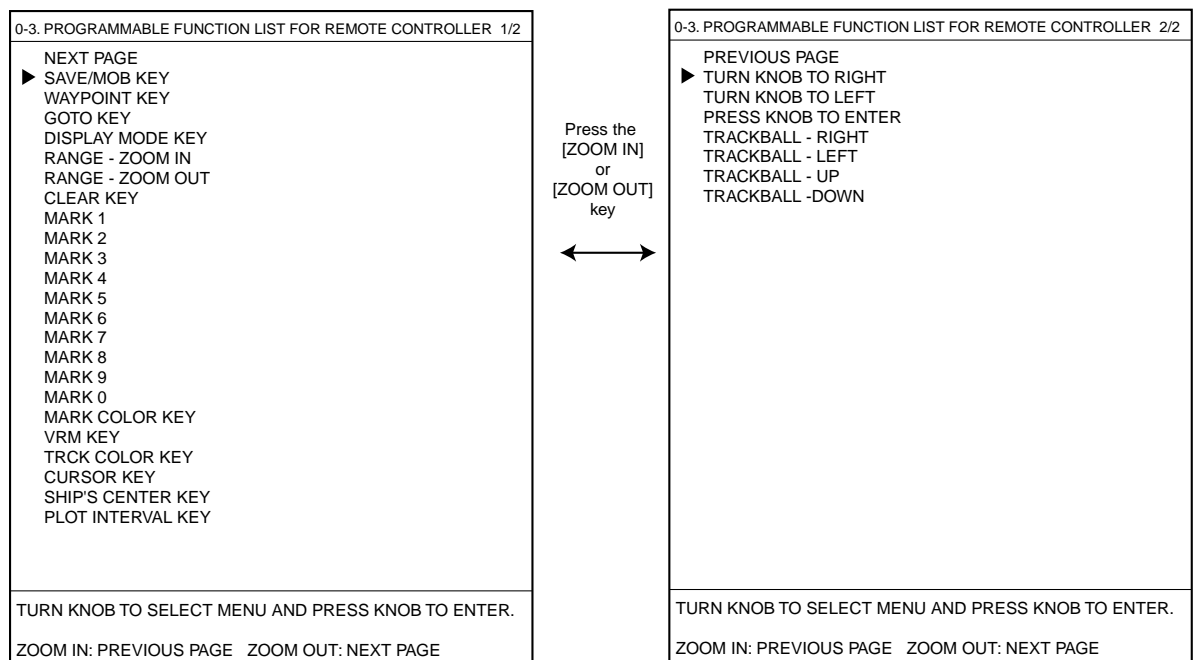 0-3. PROGRAMMABLE FUNCTION LIST FOR REMOTE CONTROLLER 1/2
NEXT PAGE
SAVE/MOB KEY
WAYPOINT KEY
GOTO KEY
DISPLAY MODE KEY
RANGE - ZOOM IN
RANGE - ZOOM OUT
CLEAR KEY
MARK 1
MARK 2
MARK 3
MARK 4
MARK 5
MARK 6
MARK 7
MARK 8
MARK 9
MARK 0
MARK COLOR KEY
VRM KEY
TRCK COLOR KEY
CURSOR KEY
SHIP'S CENTER KEY
PLOT INTERVAL KEY
TURN KNOB TO SELECT MENU AND PRESS KNOB TO ENTER.
ZOOM IN: PREVIOUS PAGE ZOOM OUT: NEXT PAGE
Press the
[ZOOM IN]
or
[ZOOM OUT]
key
0-3. PROGRAMMABLE FUNCTION LIST FOR REMOTE CONTROLLER 2/2
PREVIOUS PAGE
TURN KNOB TO RIGHT
TURN KNOB TO LEFT
PRESS KNOB TO ENTER
TRACKBALL - RIGHT
TRACKBALL - LEFT
TRACKBALL - UP
TRACKBALL -DOWN
TURN KNOB TO SELECT MENU AND PRESS KNOB TO ENTER.
ZOOM IN: PREVIOUS PAGE ZOOM OUT: NEXT PAGE